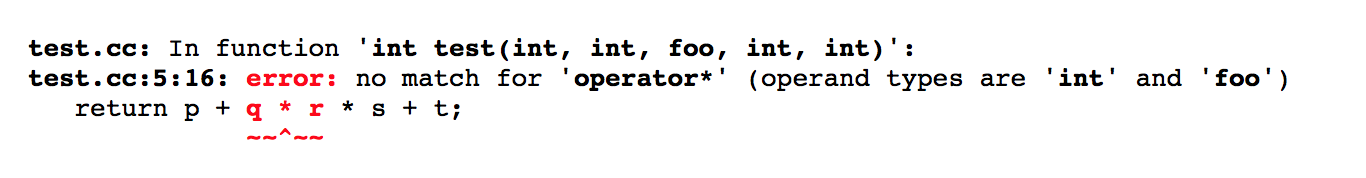 test.cc: In function 'int test(int, int, foo, int, int)':
test.cc:5:16: error: no match for 'operator*' (operand types are 'int' and 'foo')
   return p + q * r * s + t;
              ~~^~~